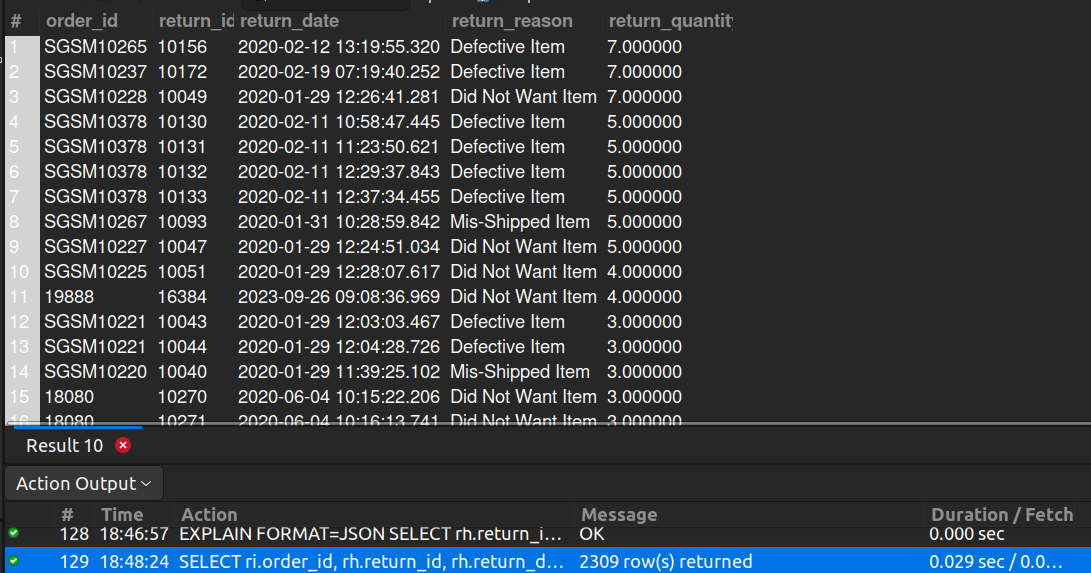 # order_id return_id return_date return_reason return_quantity
1 SGSM10265 10156 2020-02-12 13:19:55.320 Defective Item 7.000000
2 SGSM10237 10172 2020-02-19 07:19:40.252 Defective Item 7.000000
3 SGSM10228 10049 2020-01-29 12:26:41.281 Did Not Want Item 7.000000
4 SGSM10378 10130 2020-02-11 10:58:47.445 Defective Item 5.000000
5 SGSM10378 10131 2020-02-11 11:23:50.621 Defective Item 5.000000
6 SGSM10378 10132 2020-02-11 12:29:37.843 Defective Item 5.000000
7 SGSM10378 10133 2020-02-11 12:37:34.455 Defective Item 5.000000
8 SGSM10267 10093 2020-01-31 10:28:59.842 Mis-Shipped Item 5.000000
9 SGSM10227 10047 2020-01-29 12:24:51.034 Did Not Want Item 5.000000
10 SGSM10225 10051 2020-01-29 12:28:07.617 Did Not Want Item 4.000000
11 19888 16384 2023-09-26 09:08:36.969 Did Not Want Item 4.000000
12 SGSM10221 10043 2020-01-29 12:03:03.467 Defective Item 3.000000
13 SGSM10221 10044 2020-01-29 12:04:28.726 Defective Item 3.000000
14 SGSM10220 10040 2020-01-29 11:39:25.102 Mis-Shipped Item 3.000000
15 18080 10270 2020-06-04 10:15:22.206 Did Not Want Item 3.000000
16 18080 10271 2020-06-04 10:16:13.741 Did Not Want Item 3.000000
Result 10
Action Output
# Time Action Message Duration / Fetch
128 18:46:57 EXPLAIN FORMAT=JSON SELECT rh.return_i... OK 0.000 sec
129 18:48:24 SELECT ri.order_id, rh.return_id, rh.return_d... 2309 row(s) returned 0.029 sec / 0.0...